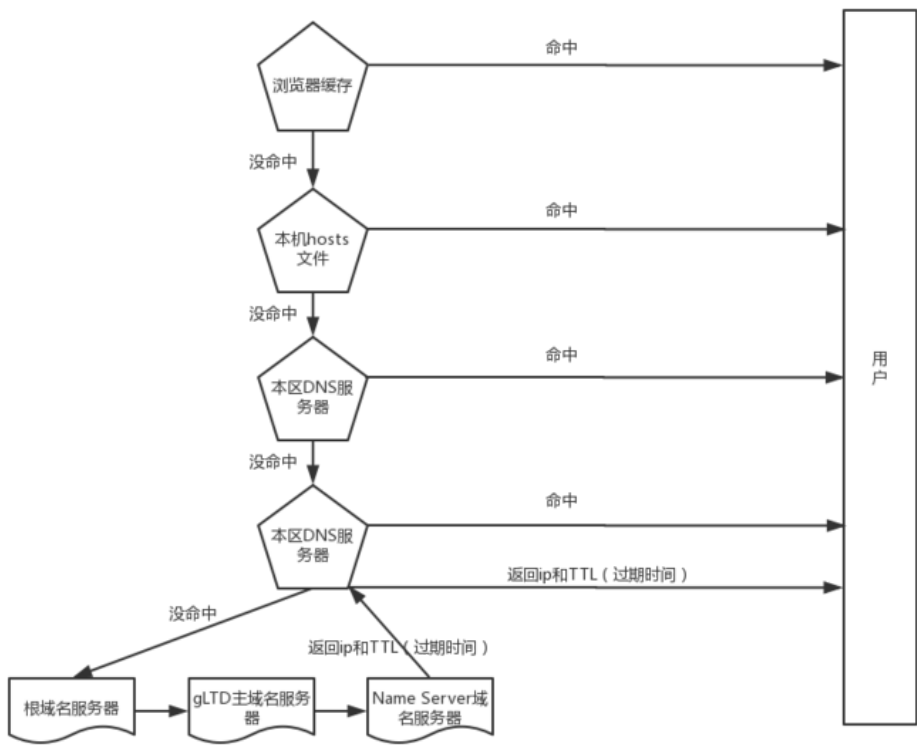 命中
浏览器缓存
没命中
命中
本机hosts
文件
没命中
命中
用
户
本区DNS服
务器
没命中
命中
本区DNS服
务器
返回ip和TTL（过期时间）
没命中
返回ip和TTL（过期时间）
根域名服务器
gLTD主域名服务
器
Name Server域
名服务器